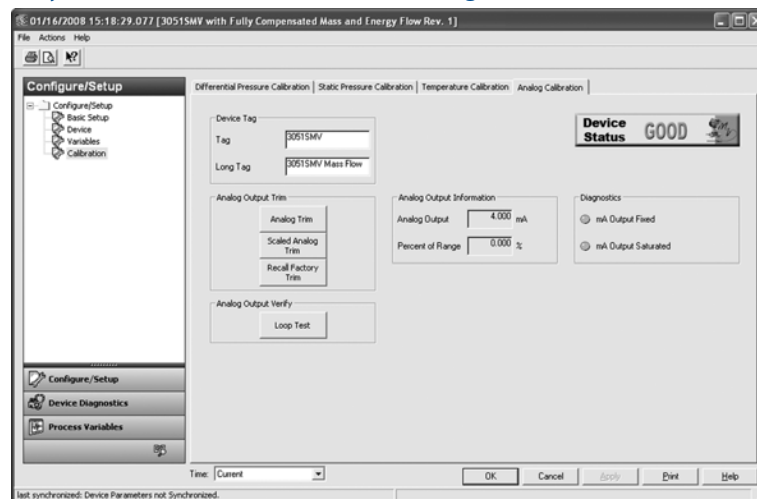 01/16/2008 15:18:29.077 [3051SMV with Fully Compensated Mass and Energy Flow Rev. 1]
File Actions Help
Configure/Setup
Configure/Setup
Basic Setup
Device
Variables
Calibration
Differential Pressure Calibration Static Pressure Calibration Temperature Calibration Analog Calibration
Device Tag
Tag 3051SMV
Long Tag 3051SMV Mass Flow
Device Status GOOD
Analog Output Trim
Analog Trim
Scaled Analog Trim
Recall Factory Trim
Analog Output Information
Analog Output 4.000 mA
Percent of Range 0.000 %
Diagnostics
mA Output Fixed
mA Output Saturated
Analog Output Verify
Loop Test
Configure/Setup
Device Diagnostics
Process Variables
Time: Current
OK Cancel Apply Print Help
last synchronized: Device Parameters not Synchronized.